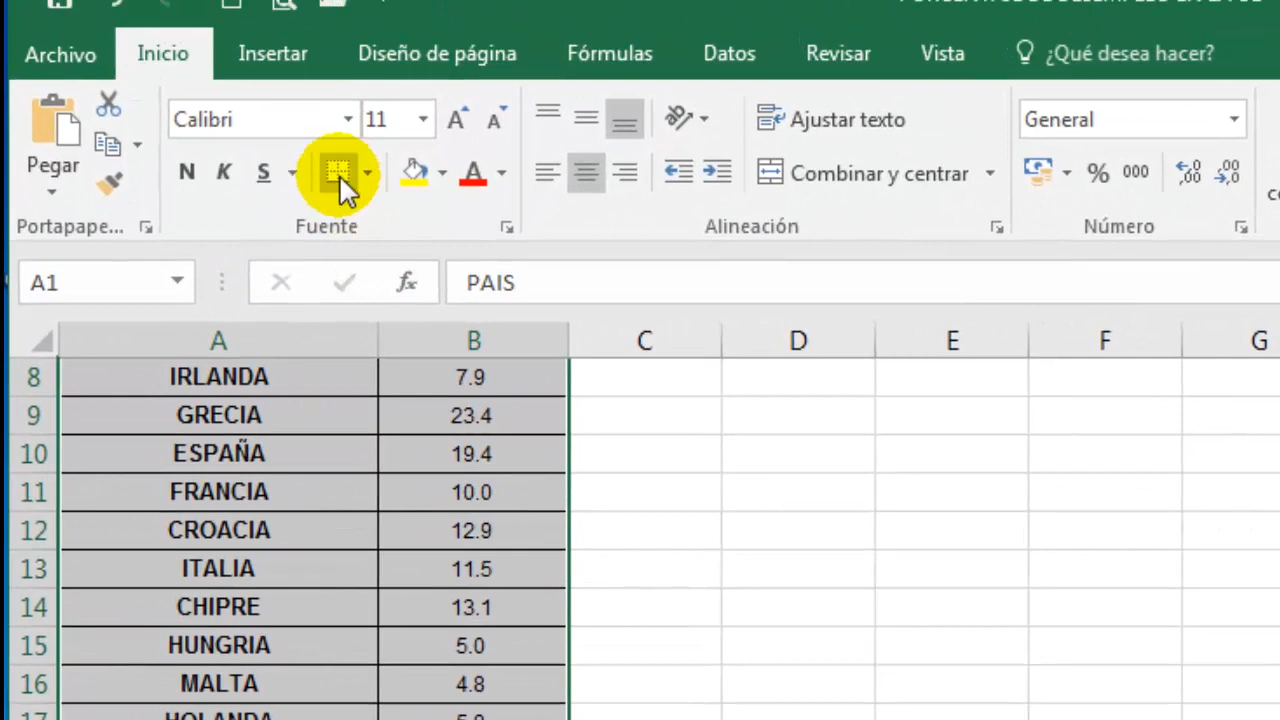 Archivo Inicio Insertar Diseño de página Fórmulas Datos Revisar Vista ¿Qué desea hacer?
Calibri 11 Ajustar texto General
Pegar N K S A Combinar y centrar % 000
Portapape... Fuente Alineación Número
A1 fx PAIS
A B C D E F G
8 IRLANDA 7.9
9 GRECIA 23.4
10 ESPAÑA 19.4
11 FRANCIA 10.0
12 CROACIA 12.9
13 ITALIA 11.5
14 CHIPRE 13.1
15 HUNGRIA 5.0
16 MALTA 4.8
17 HOLANDA